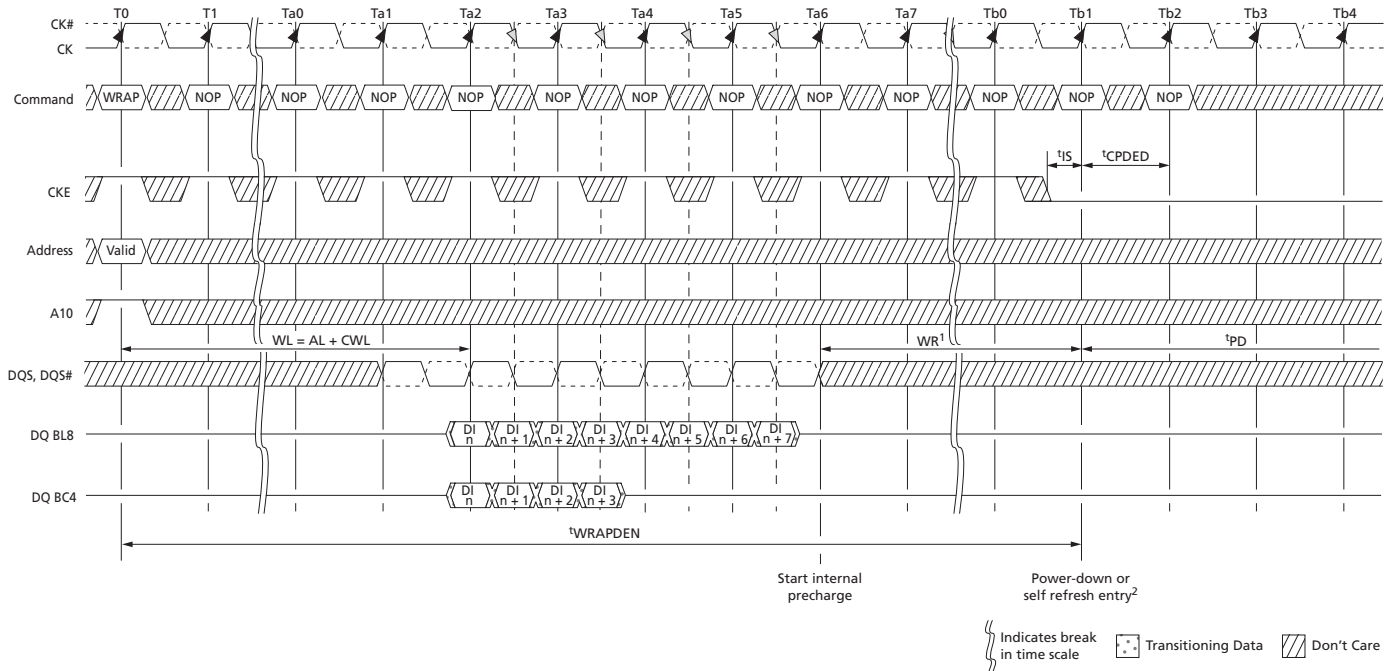 T0 T1 Ta0 Ta1 Ta2 Ta3 Ta4 Ta5 Ta6 Ta7 Tb0 Tb1 Tb2 Tb3 Tb4
CK#
CK
Command WRAP NOP NOP NOP NOP NOP NOP NOP NOP NOP NOP NOP NOP
tIS tCPDED
CKE
Address Valid
A10
WL = AL + CWL WR1 tPD
DQS, DQS#
DQ BL8 DI n DI n + 1 DI n + 2 DI n + 3 DI n + 4 DI n + 5 DI n + 6 DI n + 7
DQ BC4 DI n DI n + 1 DI n + 2 DI n + 3
tWRAPDEN
Start internal
precharge
Power-down or
self refresh entry2
Indicates break
in time scale
Transitioning Data
Don't Care